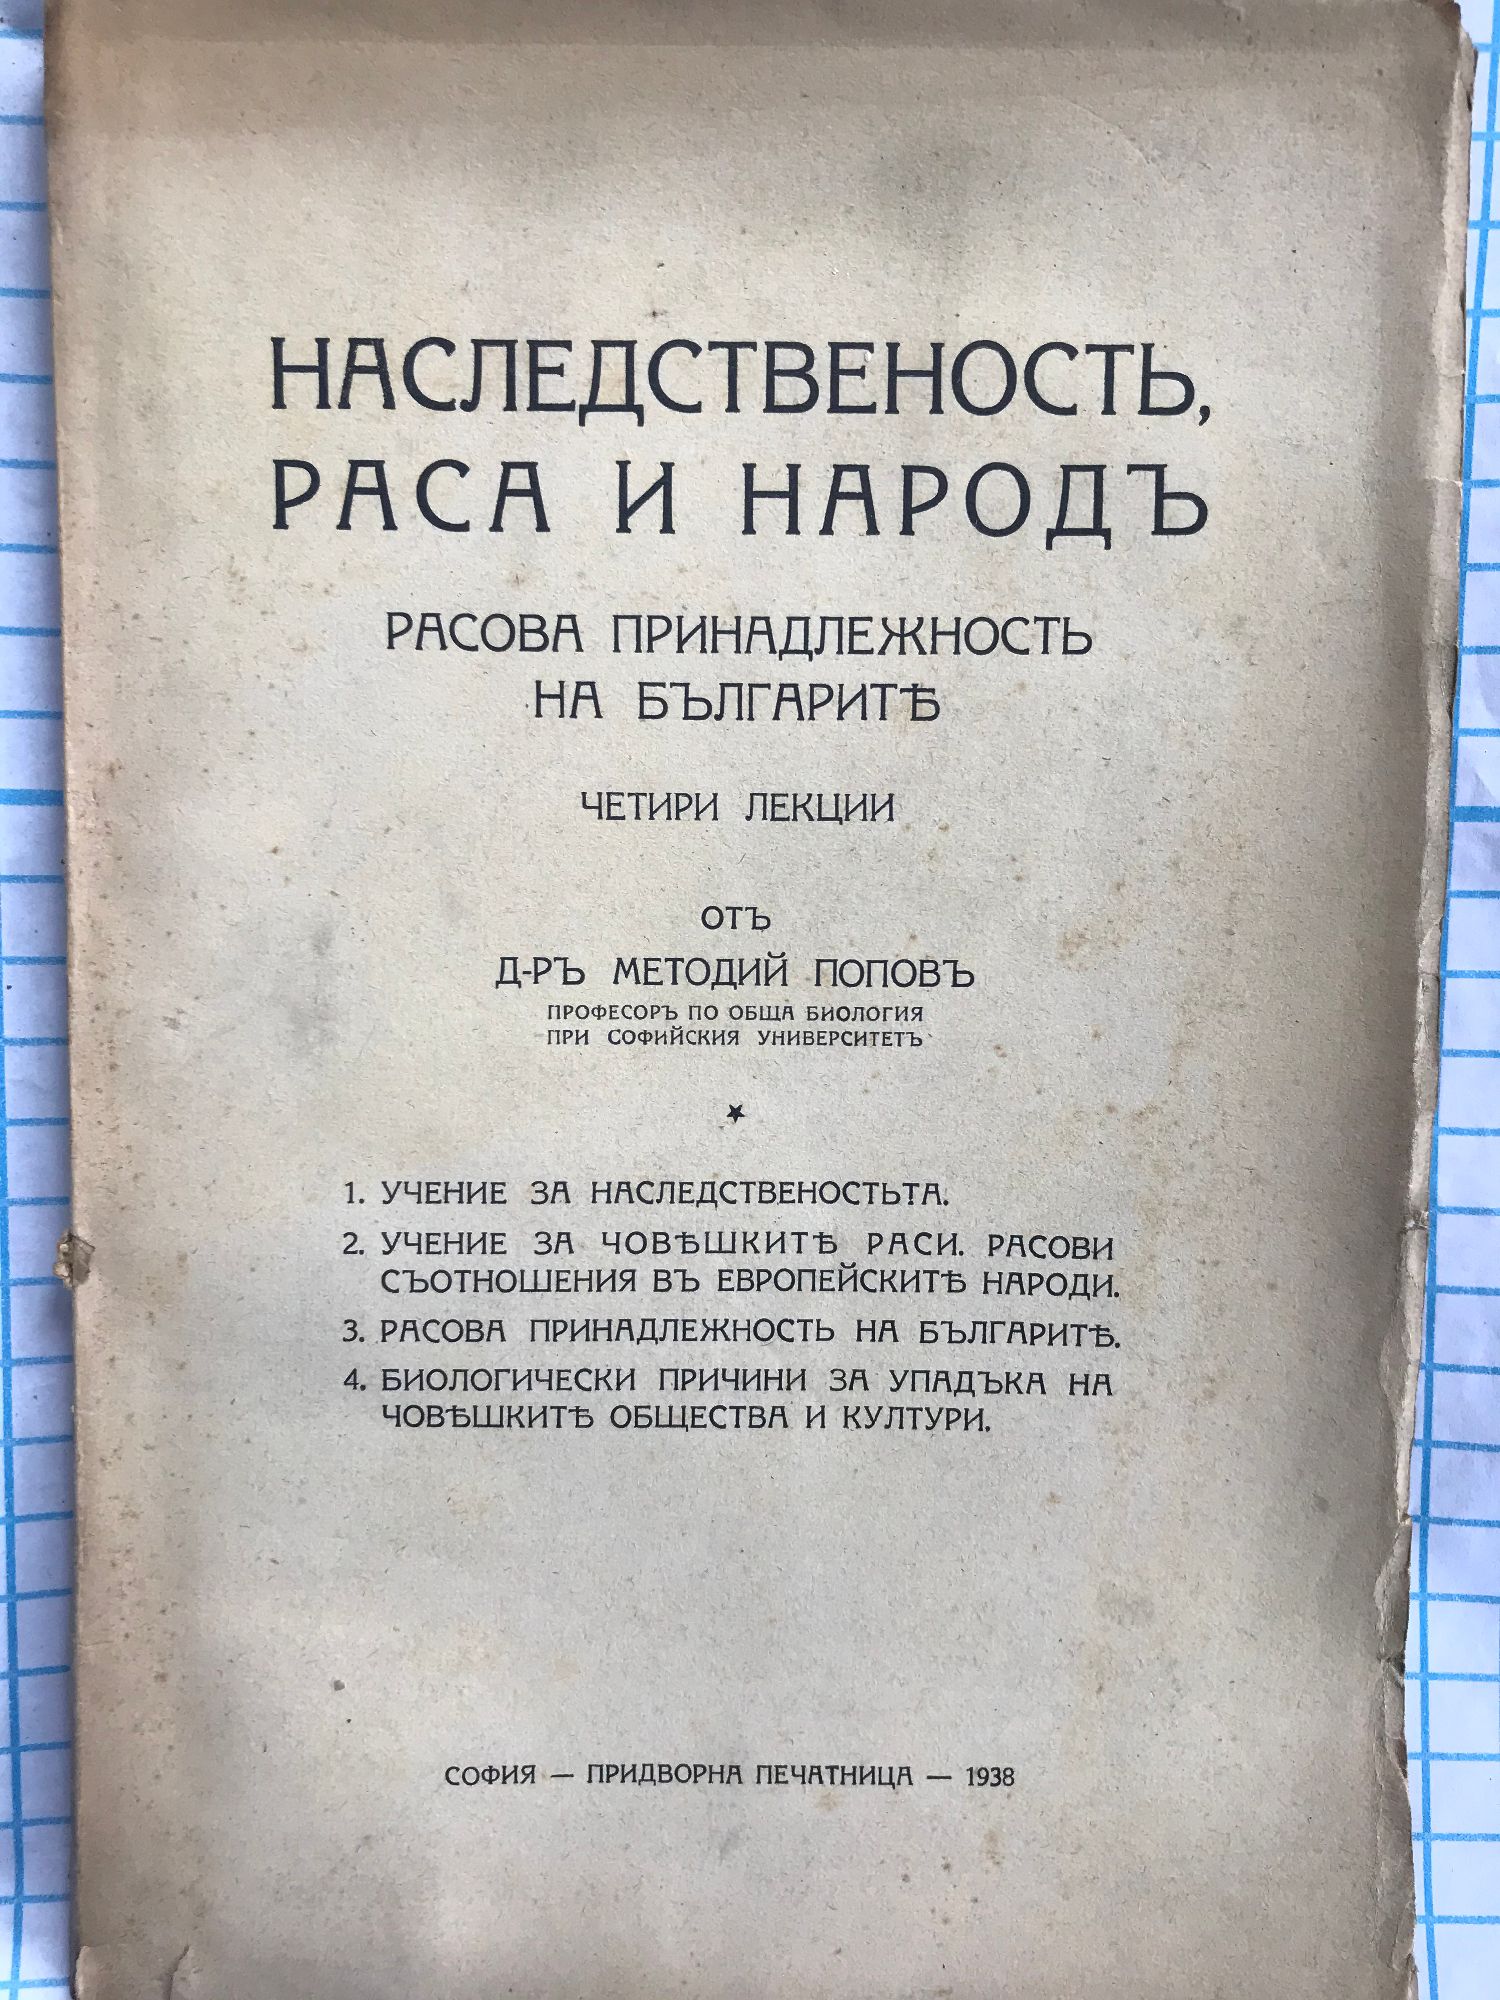 НАСЛЕДСТВЕНОСТЬ,
РАСА И НАРОДЪ
РАСОВА ПРИНАДЛЕЖНОСТЬ
НА БЪЛГАРИТѢ
ЧЕТИРИ ЛЕКЦИИ
ОТЪ
Д-РЪ МЕТОДИЙ ПОПОВЪ
ПРОФЕСОРЪ ПО ОБЩА БИОЛОГИЯ
ПРИ СОФИЙСКИЯ УНИВЕРСИТЕТЪ
★
1. УЧЕНИЕ ЗА НАСЛЕДСТВЕНОСТЬТА.
2. УЧЕНИЕ ЗА ЧОВѢШКИТѢ РАСИ. РАСОВИ
СЪОТНОШЕНИЯ ВЪ ЕВРОПЕЙСКИТѢ НАРОДИ.
3. РАСОВА ПРИНАДЛЕЖНОСТЬ НА БЪЛГАРИТѢ.
4. БИОЛОГИЧЕСКИ ПРИЧИНИ ЗА УПАДЪКА НА
ЧОВѢШКИТѢ ОБЩЕСТВА И КУЛТУРИ.
СОФИЯ — ПРИДВОРНА ПЕЧАТНИЦА — 1938